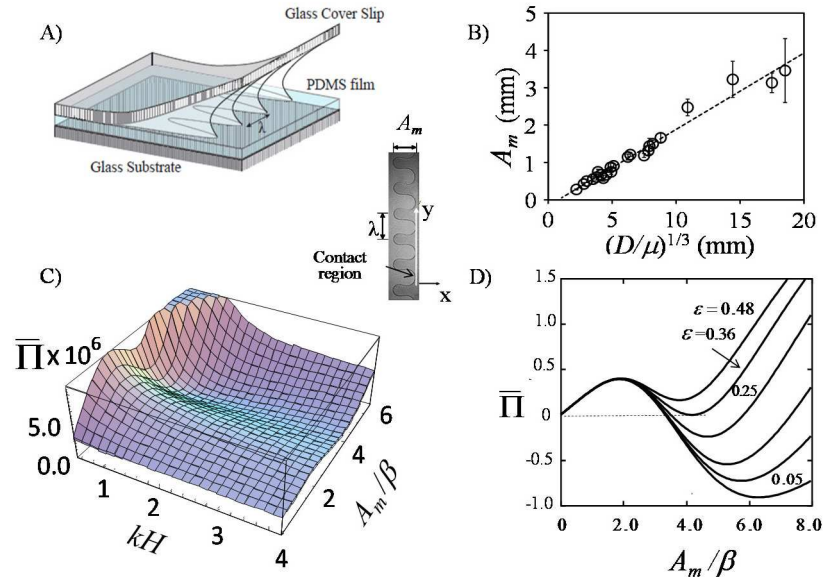 A)
Glass Cover Slip
PDMS film
λ
Glass Substrate
B)
A_m (mm)
4
3
2
1
0
0 5 10 15 20
(D/μ)^{1/3} (mm)
A_m
λ
y
Contact
region
x
C)
Π̅ x 10^6
5.0
0.0
1
2
3
4
kH
2
4
6
A_m/β
D)
1.5
1.0
0.5
0
-0.5
-1.0
Π̅
ε=0.48
ε=0.36
0.25
0.05
0 2.0 4.0 6.0 8.0
A_m/β